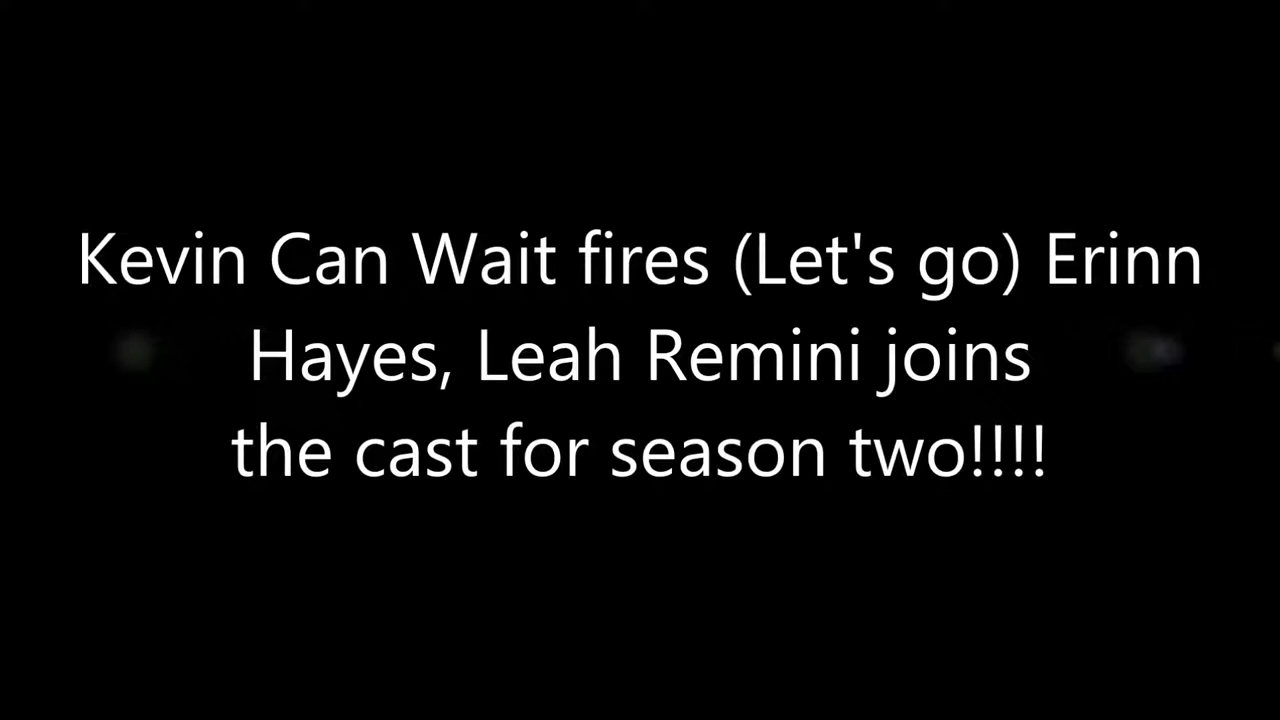 Kevin Can Wait fires (Let's go) Erinn
Hayes, Leah Remini joins
the cast for season two!!!!